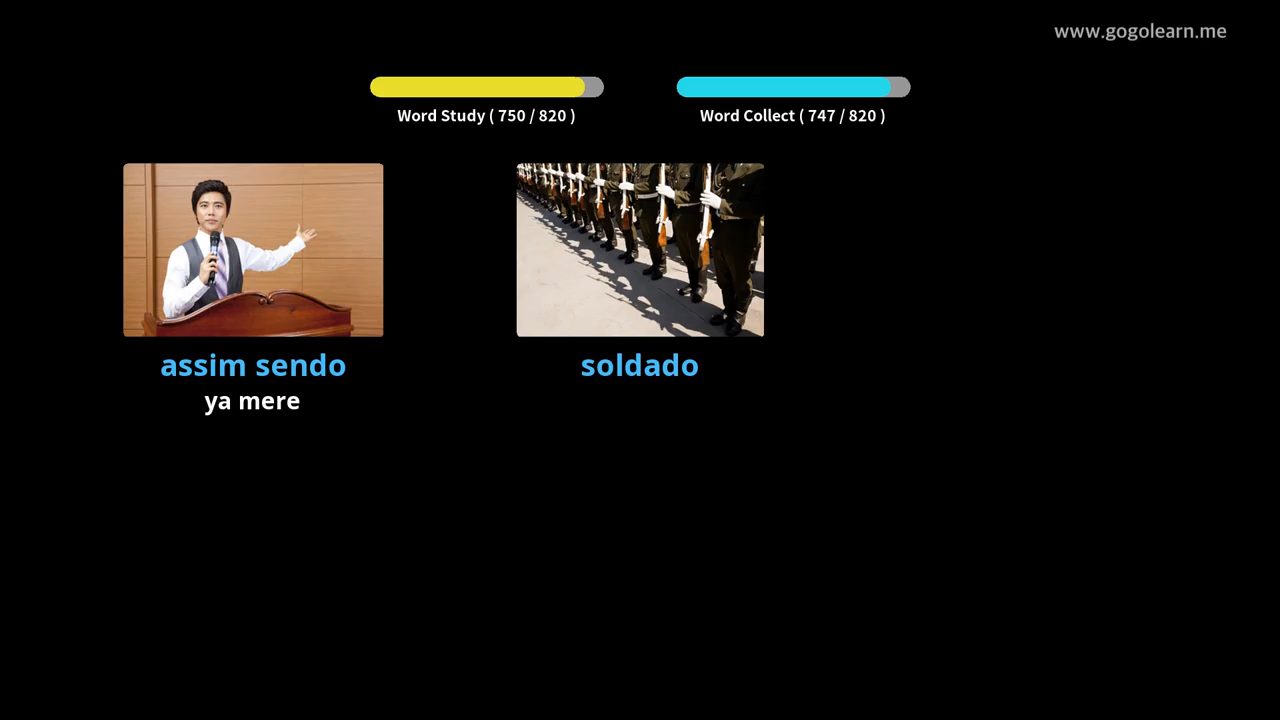 www.gogolearn.me
Word Study ( 750 / 820 )
Word Collect ( 747 / 820 )
assim sendo
ya mere
soldado